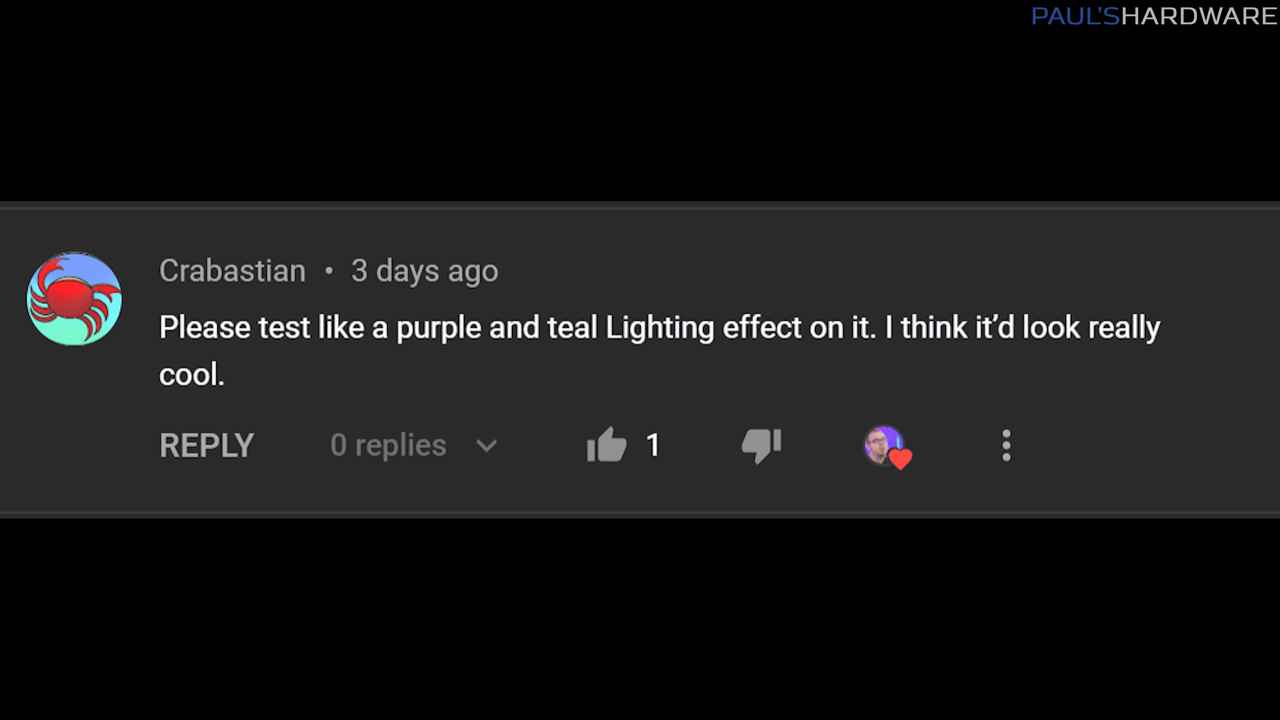 PAUL'SHARDWARE
Crabastian • 3 days ago
Please test like a purple and teal Lighting effect on it. I think it’d look really
cool.
REPLY 0 replies 1